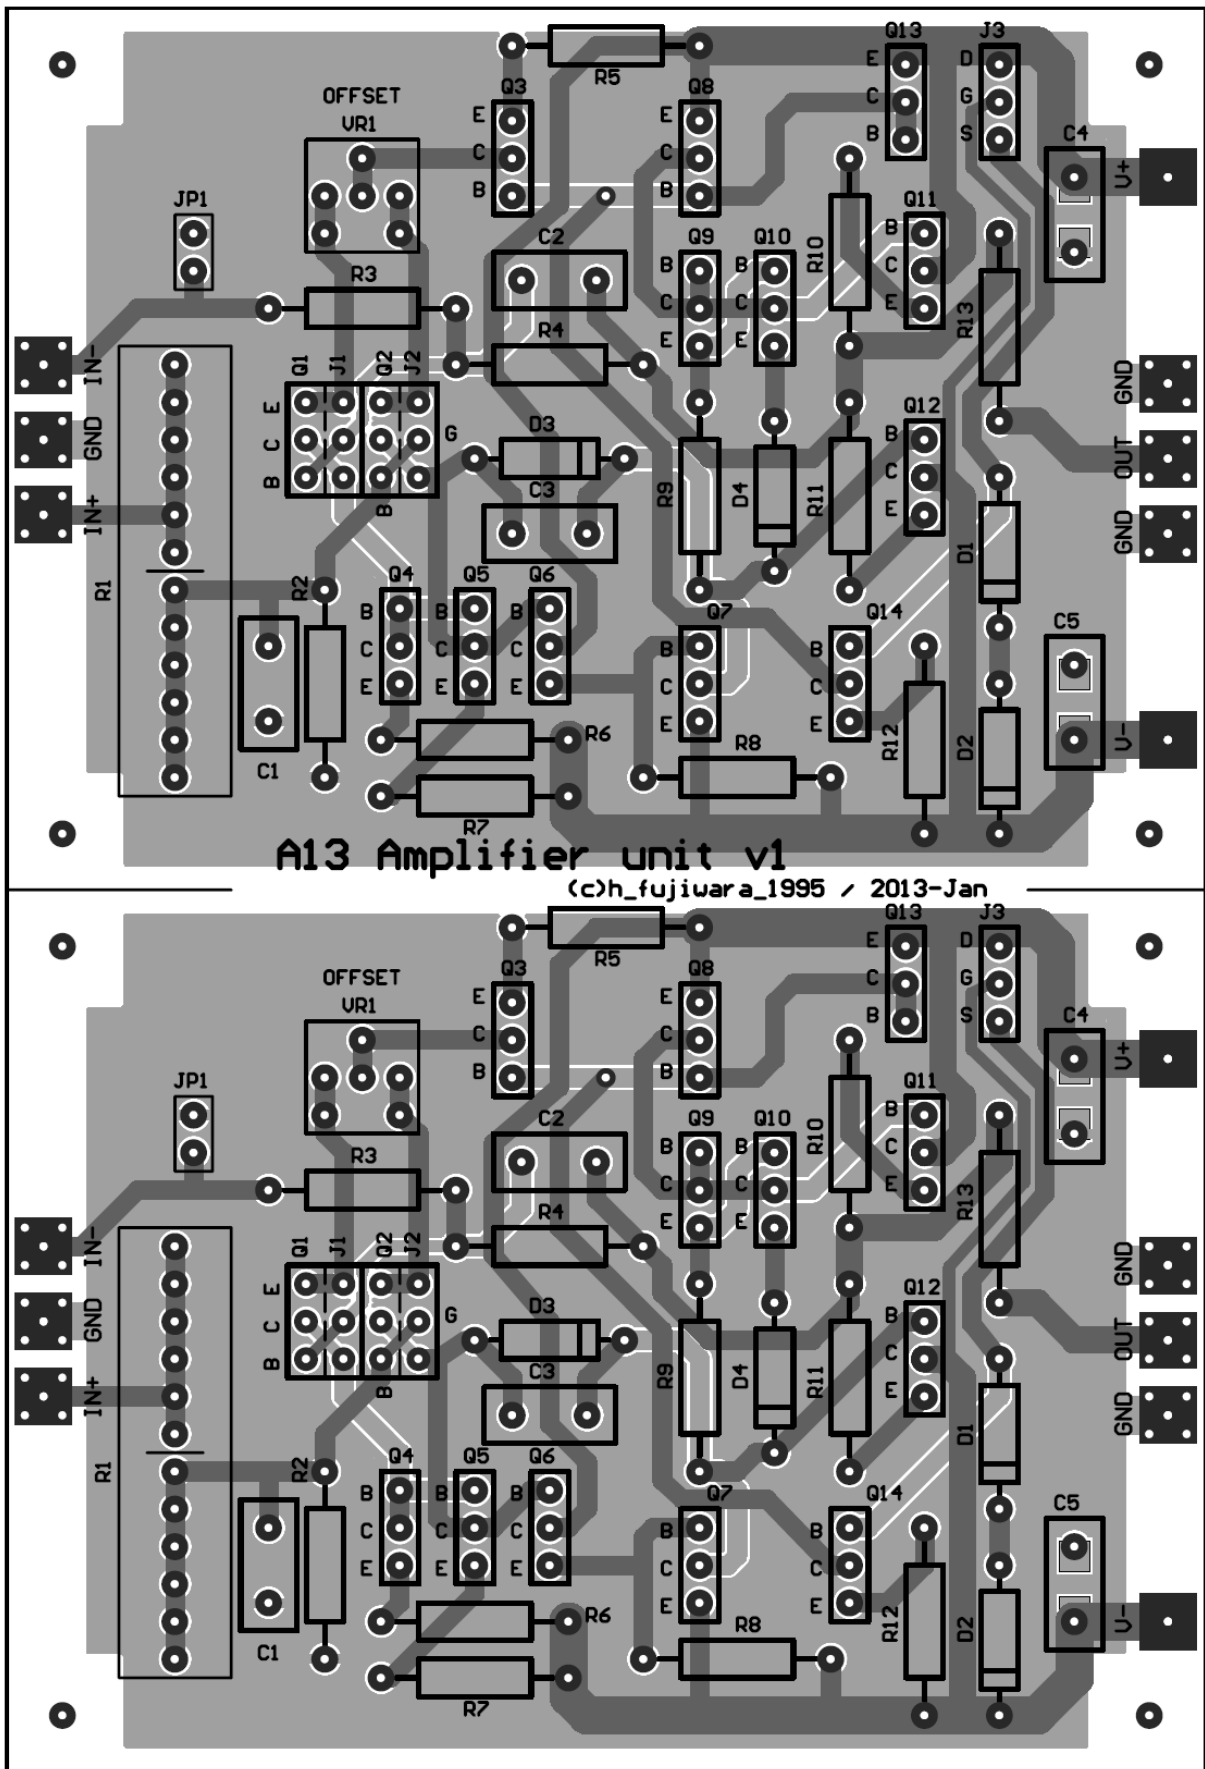 R5
Q13 J3
E D
Q3 Q8
OFFSET
VR1
E E C G
C C B S
C4
V+
B B
JP1
Q11
C2 Q9 Q10 R10 B
R3
B B C
C C E
R13
E E
R4
IN-
Q1 J1 Q2 J2
GND
E
Q12
C G D3 B
GND
OUT
B C3 R9 D4 R11 C
IN+
B E
GND
D1
R1
R2 Q4 Q5 Q6
B B B Q7 Q14
C5
C C C B B
E E E C C
E E
R6 R8 R12 D2
V-
C1
R7
A13 Amplifier unit v1
(c)h_fujiwara_1995 / 2013-Jan
R5
Q13 J3
E D
Q3 Q8
OFFSET
VR1
E E C G
C C B S
C4
V+
B B
JP1
Q11
C2 Q9 Q10 R10 B
R3
B B C
C C E
R13
E E
R4
IN-
Q1 J1 Q2 J2
GND
E
Q12
C G D3 B
GND
OUT
B C3 R9 D4 R11 C
IN+
B E
GND
D1
R1
R2 Q4 Q5 Q6
B B B Q7 Q14
C5
C C C B B
E E E C C
E E
R6 R8 R12 D2
V-
C1
R7